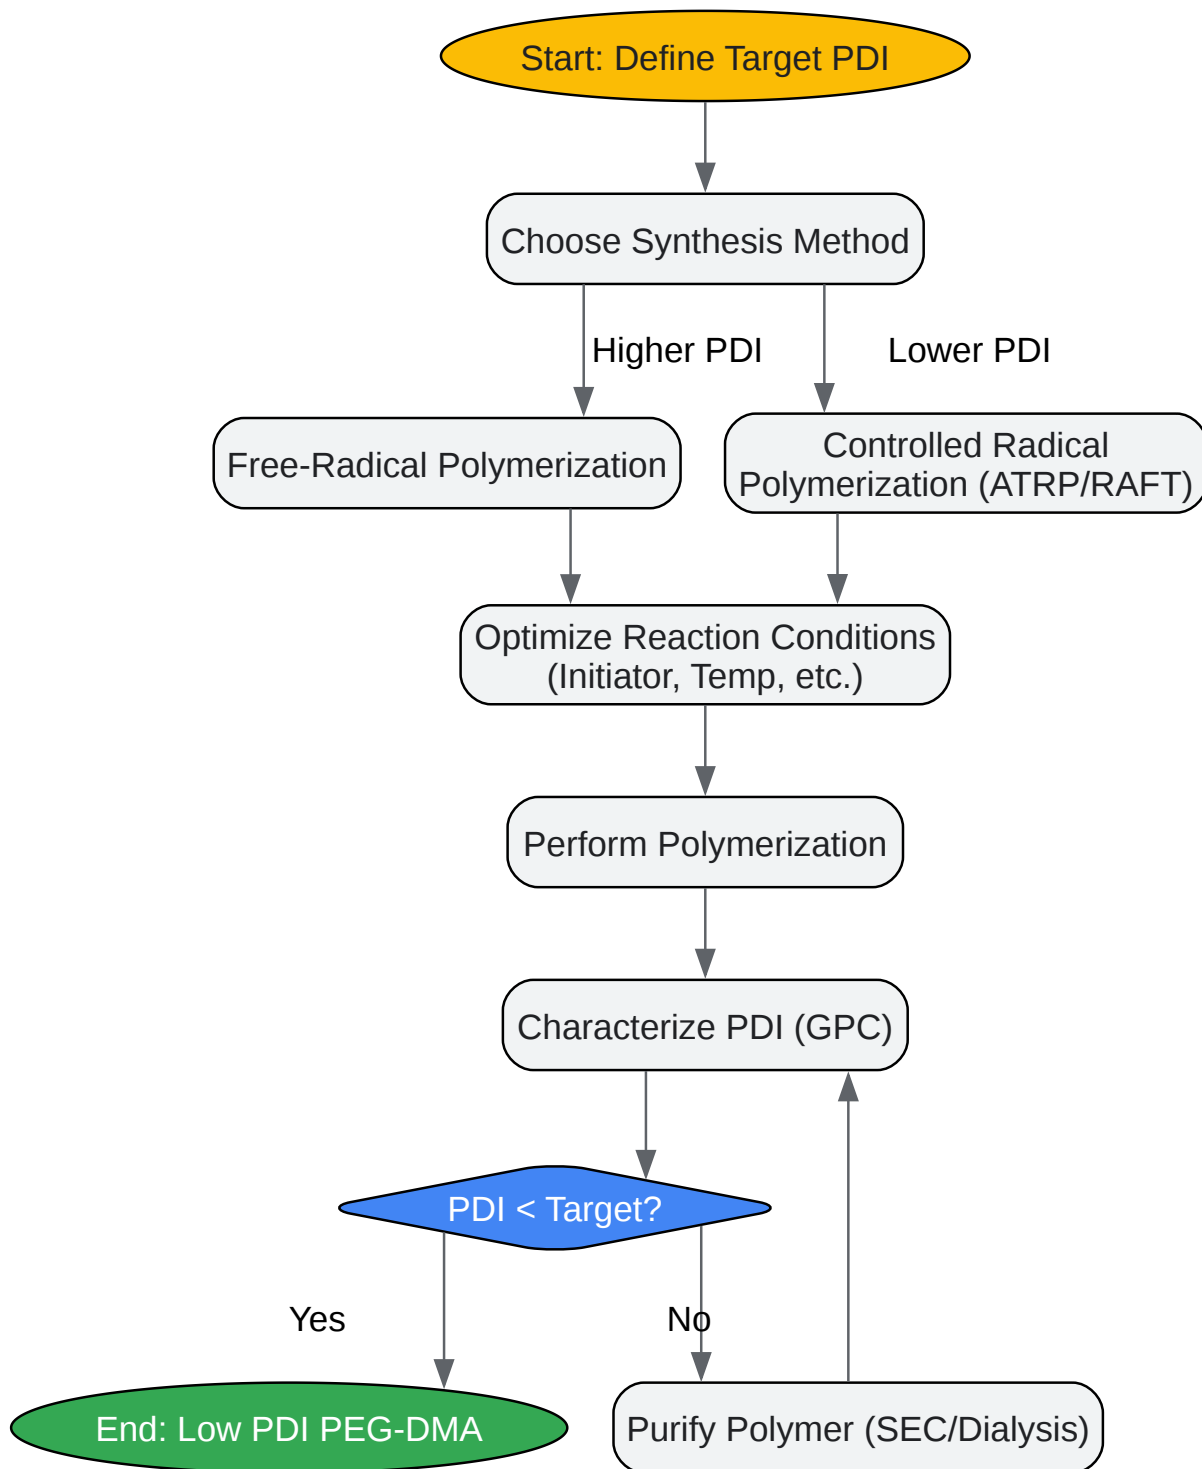 Start: Define Target PDI
Choose Synthesis Method
Higher PDI
Lower PDI
Free-Radical Polymerization
Controlled Radical
Polymerization (ATRP/RAFT)
Optimize Reaction Conditions
(Initiator, Temp, etc.)
Perform Polymerization
Characterize PDI (GPC)
PDI < Target?
Yes
No
End: Low PDI PEG-DMA
Purify Polymer (SEC/Dialysis)